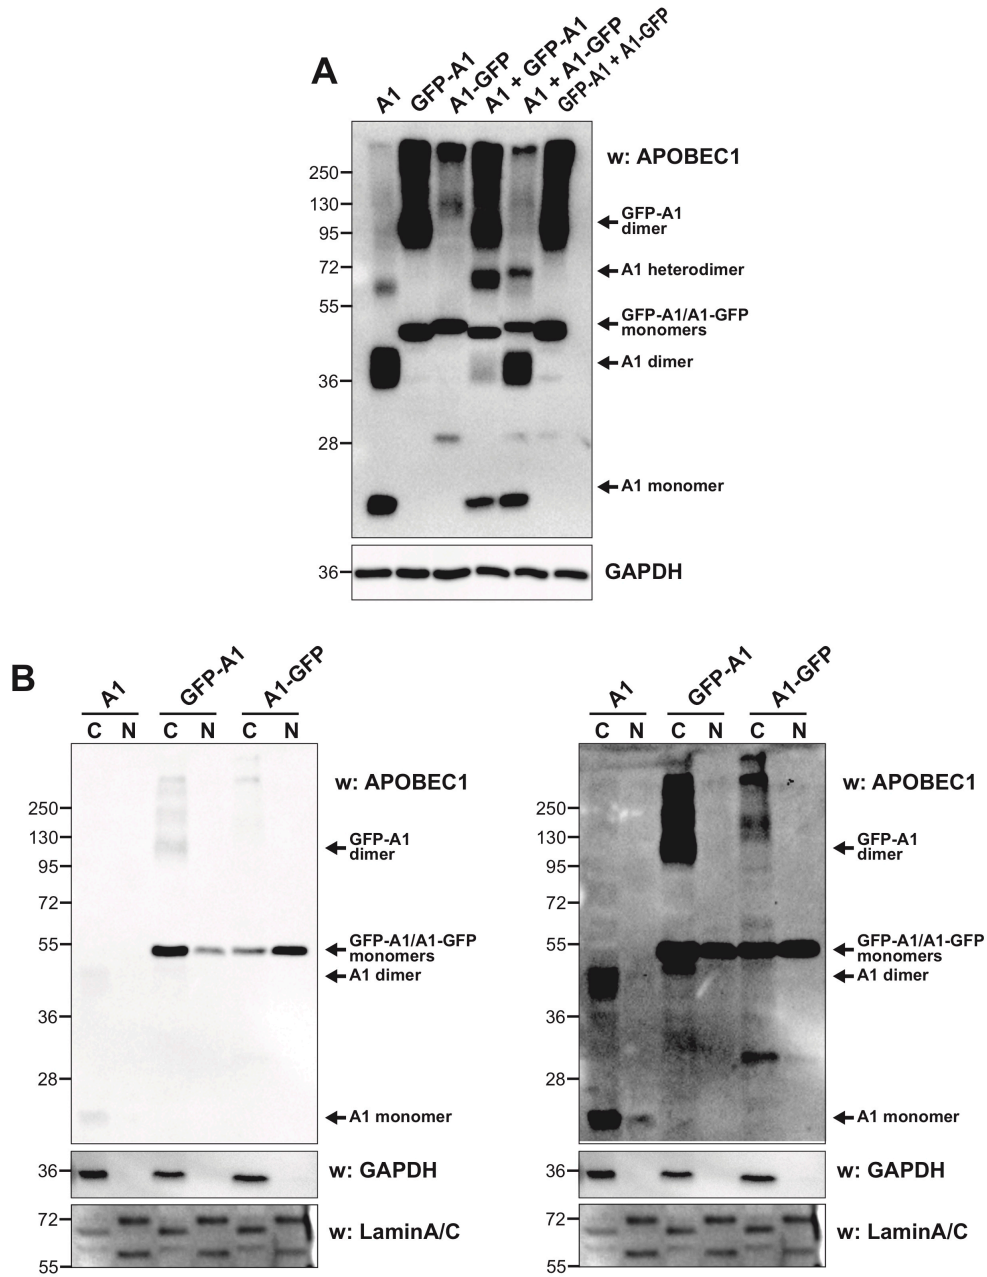 A
A1
GFP-A1
A1-GFP
A1 + GFP-A1
A1 + A1-GFP
GFP-A1 + A1-GFP
w: APOBEC1
250
130
95
72
55
36
28
GFP-A1
dimer
A1 heterodimer
GFP-A1/A1-GFP
monomers
A1 dimer
A1 monomer
36
GAPDH
B
A1
GFP-A1
A1-GFP
C N C N C N
w: APOBEC1
250
130
95
72
55
36
28
GFP-A1
dimer
GFP-A1/A1-GFP
monomers
A1 dimer
A1 monomer
36
w: GAPDH
72
55
w: LaminA/C
A1
GFP-A1
A1-GFP
C N C N C N
w: APOBEC1
250
130
95
72
55
36
28
GFP-A1
dimer
GFP-A1/A1-GFP
monomers
A1 dimer
A1 monomer
36
w: GAPDH
72
55
w: LaminA/C